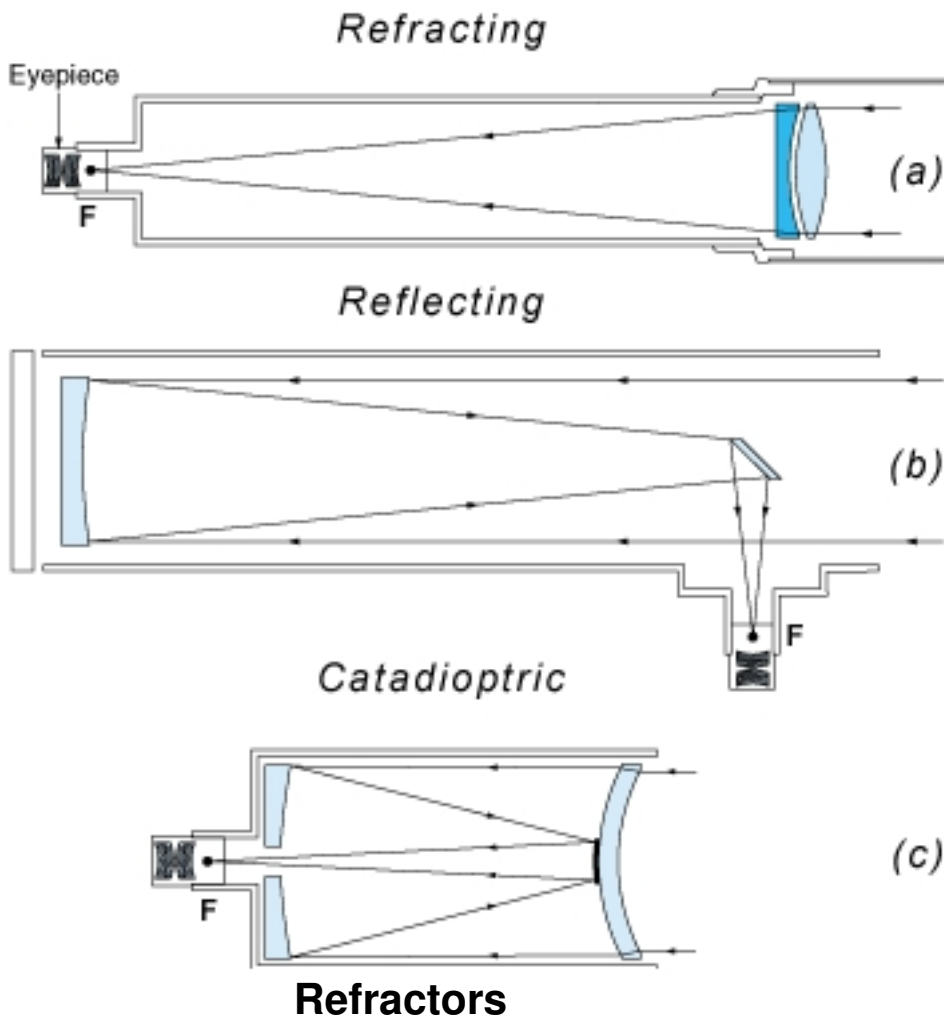 Refracting
Eyepiece
(a)
F
Reflecting
(b)
F
Catadioptric
(c)
F
Refractors